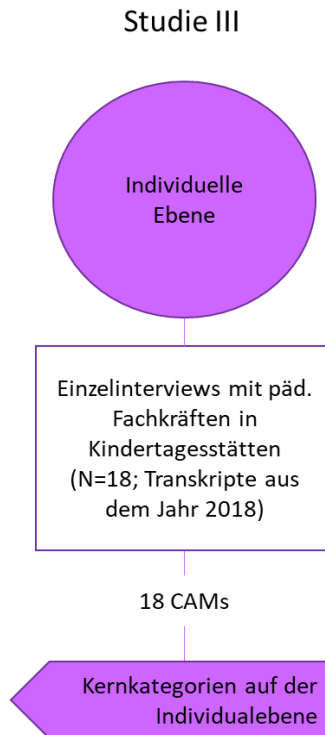 Studie III
Individuelle
Ebene
Einzelinterviews mit päd.
Fachkräften in
Kindertagesstätten
(N=18; Transkripte aus
dem Jahr 2018)
18 CAMs
Kernkategorien auf der
Individualebene